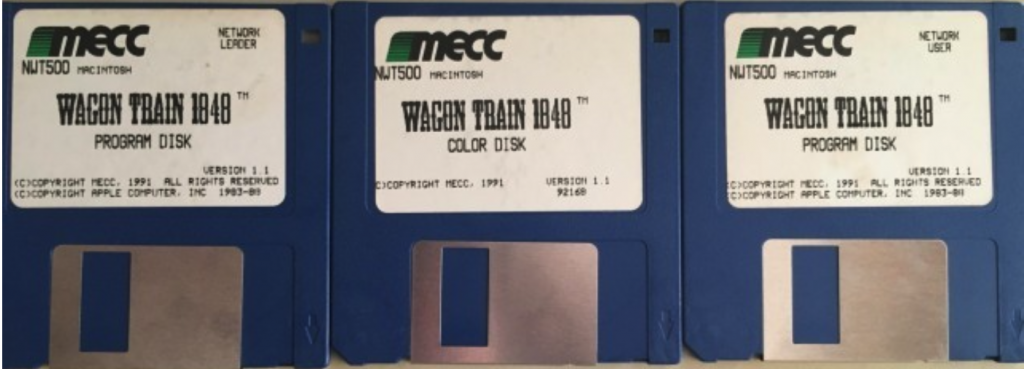 mecc
NETWORK
LEADER
NWT500 MACINTOSH
WAGON TRAIN 1848 ™
PROGRAM DISK
VERSION 1.1
(C)COPYRIGHT MECC, 1991 ALL RIGHTS RESERVED
(C)COPYRIGHT APPLE COMPUTER, INC 1983-89
mecc
NWT500 MACINTOSH
WAGON TRAIN 1848 ™
COLOR DISK
(C)COPYRIGHT MECC, 1991 VERSION 1.1
92168
mecc
NETWORK
USER
NWT500 MACINTOSH
WAGON TRAIN 1848 ™
PROGRAM DISK
VERSION 1.1
(C)COPYRIGHT MECC, 1991 ALL RIGHTS RESERVED
(C)COPYRIGHT APPLE COMPUTER, INC 1983-88